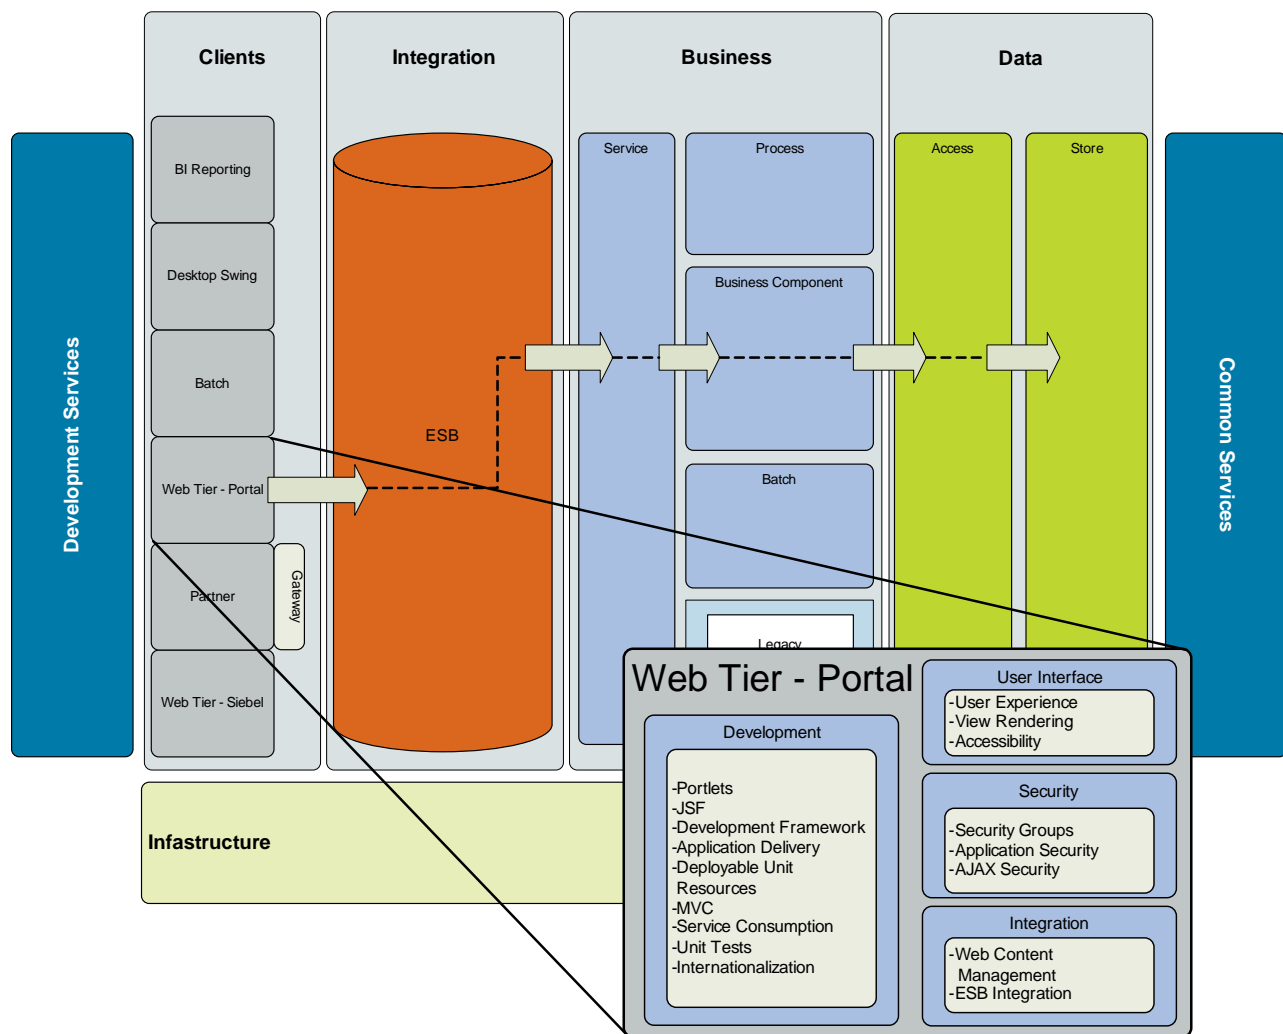 Clients
Integration
Business
Data
Development Services
BI Reporting
Desktop Swing
Batch
Web Tier - Portal
Partner
Gateway
Web Tier - Siebel
ESB
Service
Process
Business Component
Batch
Legacy
Access
Store
Common Services
Infastructure
Web Tier - Portal
Development
-Portlets
-JSF
-Development Framework
-Application Delivery
-Deployable Unit
Resources
-MVC
-Service Consumption
-Unit Tests
-Internationalization
User Interface
-User Experience
-View Rendering
-Accessibility
Security
-Security Groups
-Application Security
-AJAX Security
Integration
-Web Content
Management
-ESB Integration